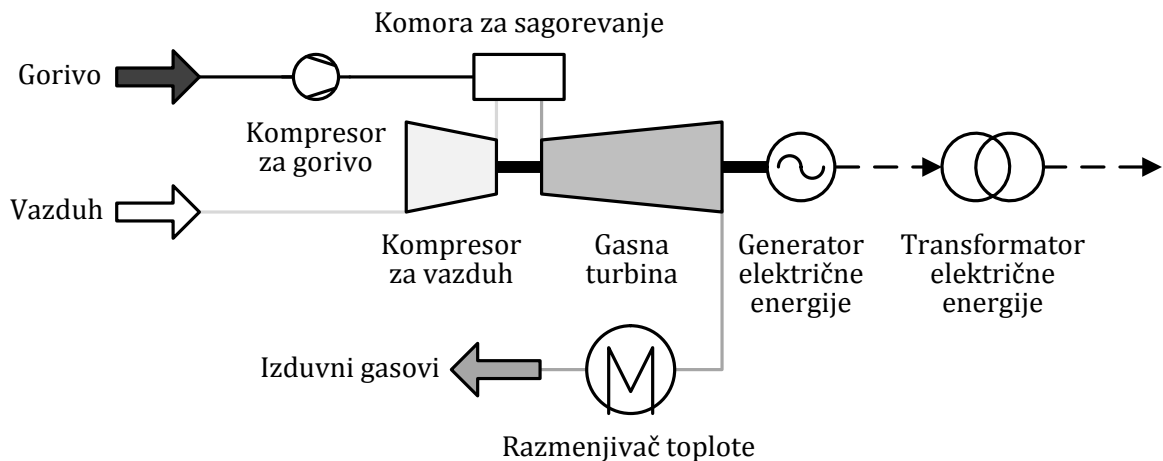 Komora za sagorevanje
Gorivo
Kompresor
za gorivo
Vazduh
Kompresor
za vazduh
Gasna
turbina
Generator
električne
energije
Transformator
električne
energije
Izduvni gasovi
Razmenjivač toplote